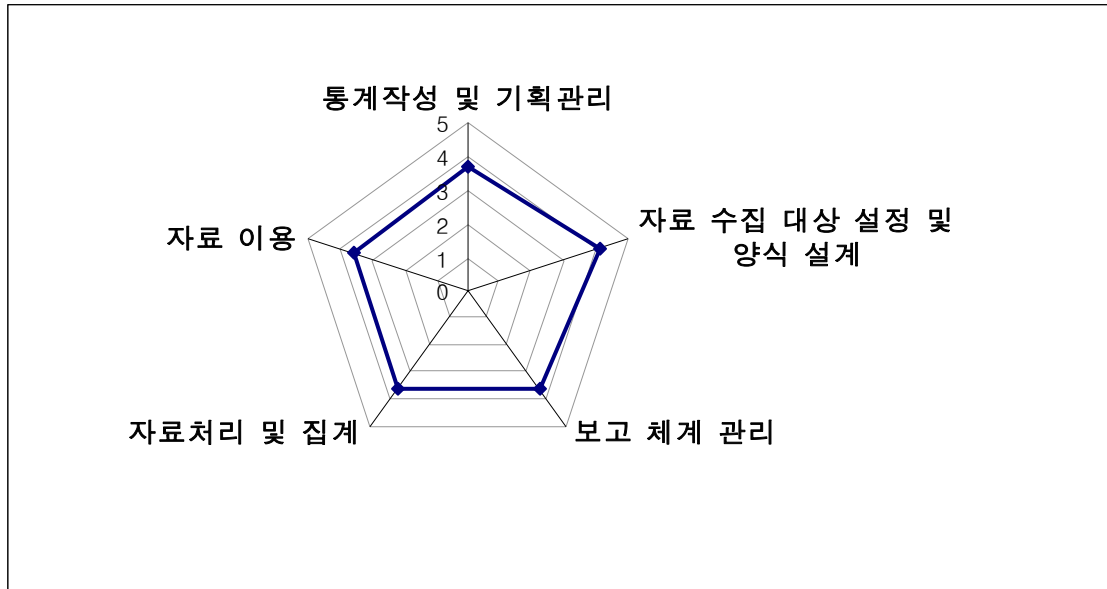 통계작성 및 기획관리
5
4
3
2
1
0
자료 수집 대상 설정 및
양식 설계
자료 이용
자료처리 및 집계
보고 체계 관리